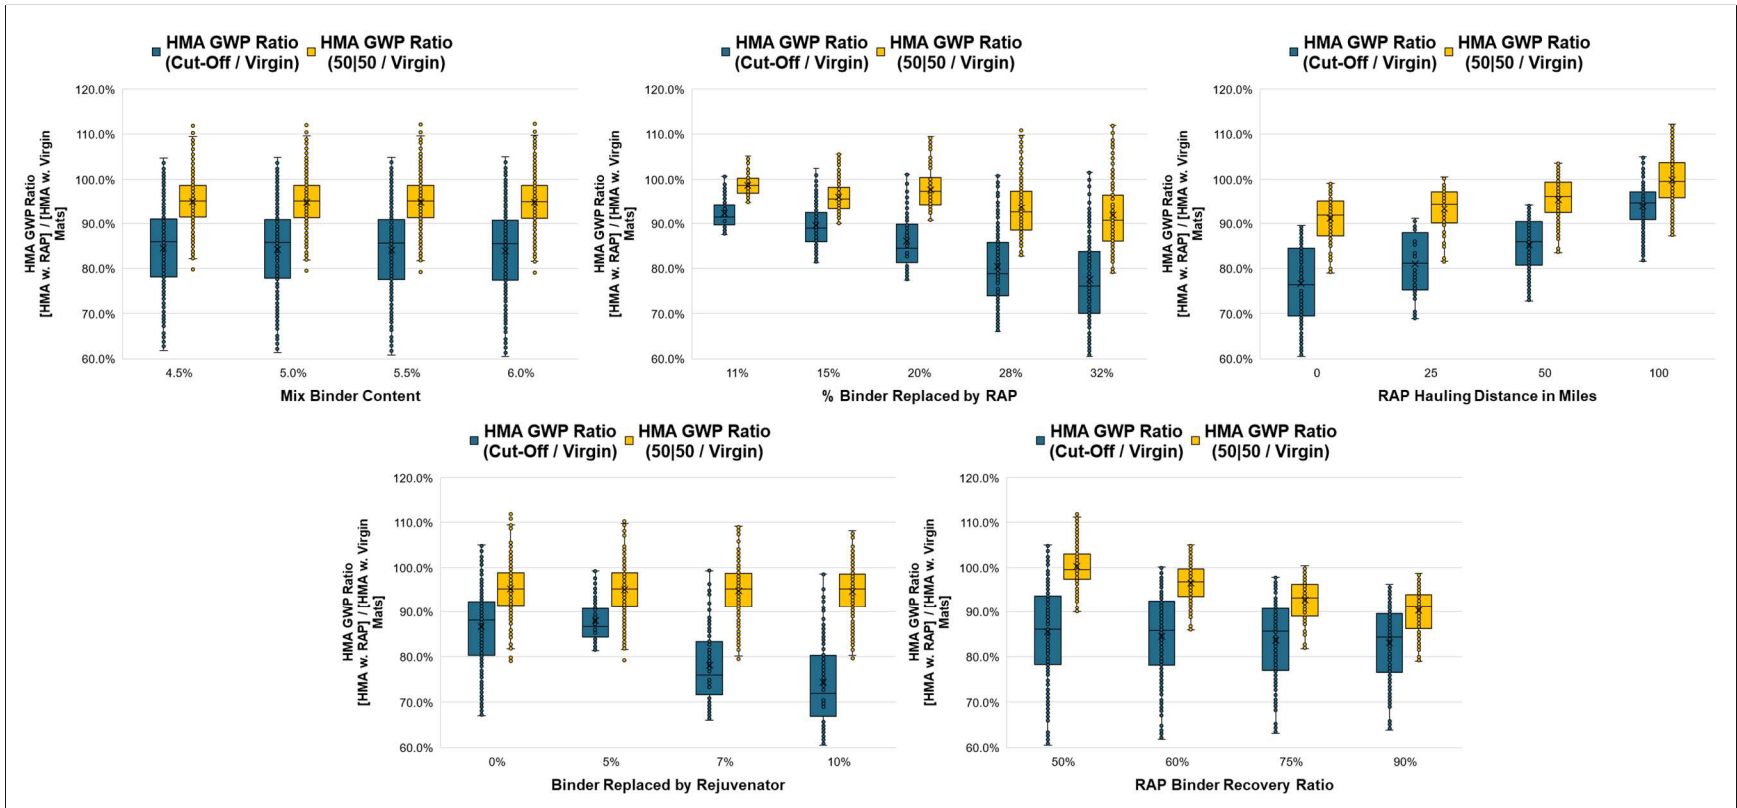 HMA GWP Ratio (Cut-Off / Virgin)
HMA GWP Ratio (50|50 / Virgin)
HMA GWP Ratio
[HMA w. RAP] / [HMA w. Virgin Mats]
120.0%
110.0%
100.0%
90.0%
80.0%
70.0%
60.0%
4.5% 5.0% 5.5% 6.0%
Mix Binder Content
HMA GWP Ratio (Cut-Off / Virgin)
HMA GWP Ratio (50|50 / Virgin)
HMA GWP Ratio
[HMA w. RAP] / [HMA w. Virgin Mats]
120.0%
110.0%
100.0%
90.0%
80.0%
70.0%
60.0%
11% 15% 20% 28% 32%
% Binder Replaced by RAP
HMA GWP Ratio (Cut-Off / Virgin)
HMA GWP Ratio (50|50 / Virgin)
HMA GWP Ratio
[HMA w. RAP] / [HMA w. Virgin Mats]
120.0%
110.0%
100.0%
90.0%
80.0%
70.0%
60.0%
0 25 50 100
RAP Hauling Distance in Miles
HMA GWP Ratio (Cut-Off / Virgin)
HMA GWP Ratio (50|50 / Virgin)
HMA GWP Ratio
[HMA w. RAP] / [HMA w. Virgin Mats]
120.0%
110.0%
100.0%
90.0%
80.0%
70.0%
60.0%
0% 5% 7% 10%
Binder Replaced by Rejuvenator
HMA GWP Ratio (Cut-Off / Virgin)
HMA GWP Ratio (50|50 / Virgin)
HMA GWP Ratio
[HMA w. RAP] / [HMA w. Virgin Mats]
120.0%
110.0%
100.0%
90.0%
80.0%
70.0%
60.0%
50% 60% 75% 90%
RAP Binder Recovery Ratio